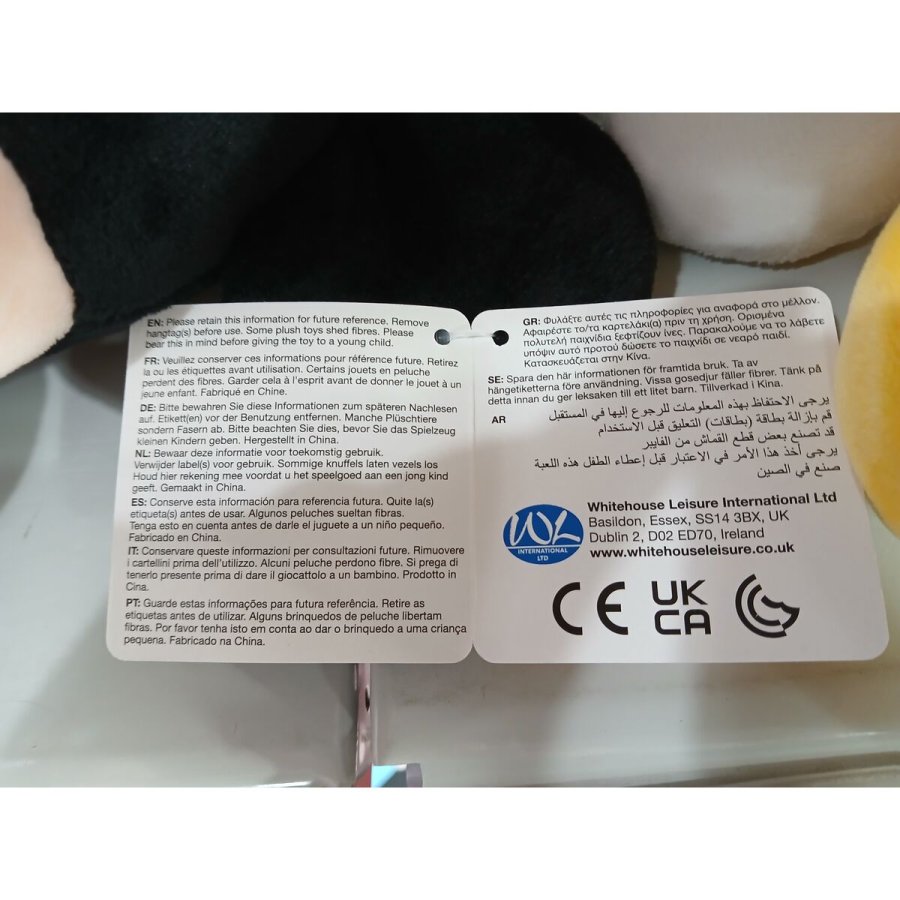 EN: Please retain this information for future reference. Remove
hangtag(s) before use. Some plush toys shed fibres. Please
bear this in mind before giving the toy to a young child.
FR: Veuillez conserver ces informations pour référence future. Retirez
la ou les étiquettes avant utilisation. Certains jouets en peluche
perdent des fibres. Garder cela à l'esprit avant de donner le jouet à un
jeune enfant. Fabriqué en Chine.
DE: Bitte bewahren Sie diese Informationen zum späteren Nachlesen
auf. Etikett(en) vor der Benutzung entfernen. Manche Plüschtiere
sondern Fasern ab. Bitte beachten Sie dies, bevor Sie das Spielzeug
kleinen Kindern geben. Hergestellt in China.
NL: Bewaar deze informatie voor toekomstig gebruik.
Verwijder label(s) voor gebruik. Sommige knuffels laten vezels los
Houd hier rekening mee voordat u het speelgoed aan een jong kind
geeft. Gemaakt in China.
ES: Conserve esta información para referencia futura. Quite la(s)
etiqueta(s) antes de usar. Algunos peluches sueltan fibras.
Tenga esto en cuenta antes de darle el juguete a un niño pequeño.
Fabricado en China.
IT: Conservare queste informazioni per consultazioni future. Rimuovere
i cartellini prima dell'utilizzo. Alcuni peluche perdono fibre. Si prega di
tenerlo presente prima di dare il giocattolo a un bambino. Prodotto in
Cina.
PT: Guarde estas informações para futura referência. Retire as
etiquetas antes de utilizar. Alguns brinquedos de peluche libertam
fibras. Por favor tenha isto em conta ao dar o brinquedo a uma criança
pequena. Fabricado na China.
GR: Φυλάξτε αυτές τις πληροφορίες για αναφορά στο μέλλον.
Αφαιρέστε το/τα καρτελάκι(α) πριν τη χρήση. Ορισμένα
πολυτελή παιχνίδια ξεφτίζουν ίνες. Παρακαλούμε να το λάβετε
υπόψιν αυτό προτού δώσετε το παιχνίδι σε νεαρό παιδί.
Κατασκευάζεται στην Κίνα.
SE: Spara den här informationen för framtida bruk. Ta av
hängetiketterna före användning. Vissa gosedjur fäller fibrer. Tänk på
detta innan du ger leksaken till ett litet barn. Tillverkad i Kina.
AR يرجى الاحتفاظ بهذه المعلومات للرجوع إليها في المستقبل
قم بإزالة بطاقة (بطاقات) التعليق قبل الاستخدام
قد تصنع بعض قطع القماش من الفايبر
يرجى أخذ هذا الأمر في الاعتبار قبل إعطاء الطفل هذه اللعبة
صنع في الصين
WL
INTERNATIONAL
LTD
Whitehouse Leisure International Ltd
Basildon, Essex, SS14 3BX, UK
Dublin 2, D02 ED70, Ireland
www.whitehouseleisure.co.uk
CE
UK
CA